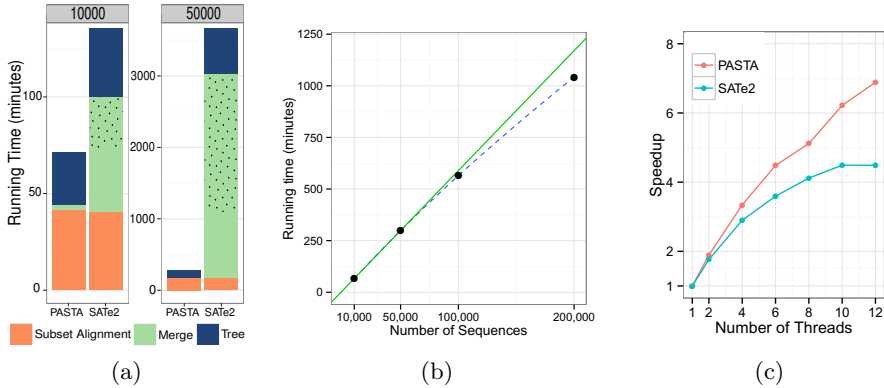 10000
50000
Running Time (minutes)
100
50
0
3000
2000
1000
0
PASTA SATe2
PASTA SATe2
Subset Alignment Merge Tree
(a)
Running time (minutes)
1250
1000
750
500
250
0
10,000 50,000 100,000 200,000
Number of Sequences
(b)
Speedup
8
6
4
2
1
PASTA
SATe2
1 2 4 6 8 10 12
Number of Threads
(c)